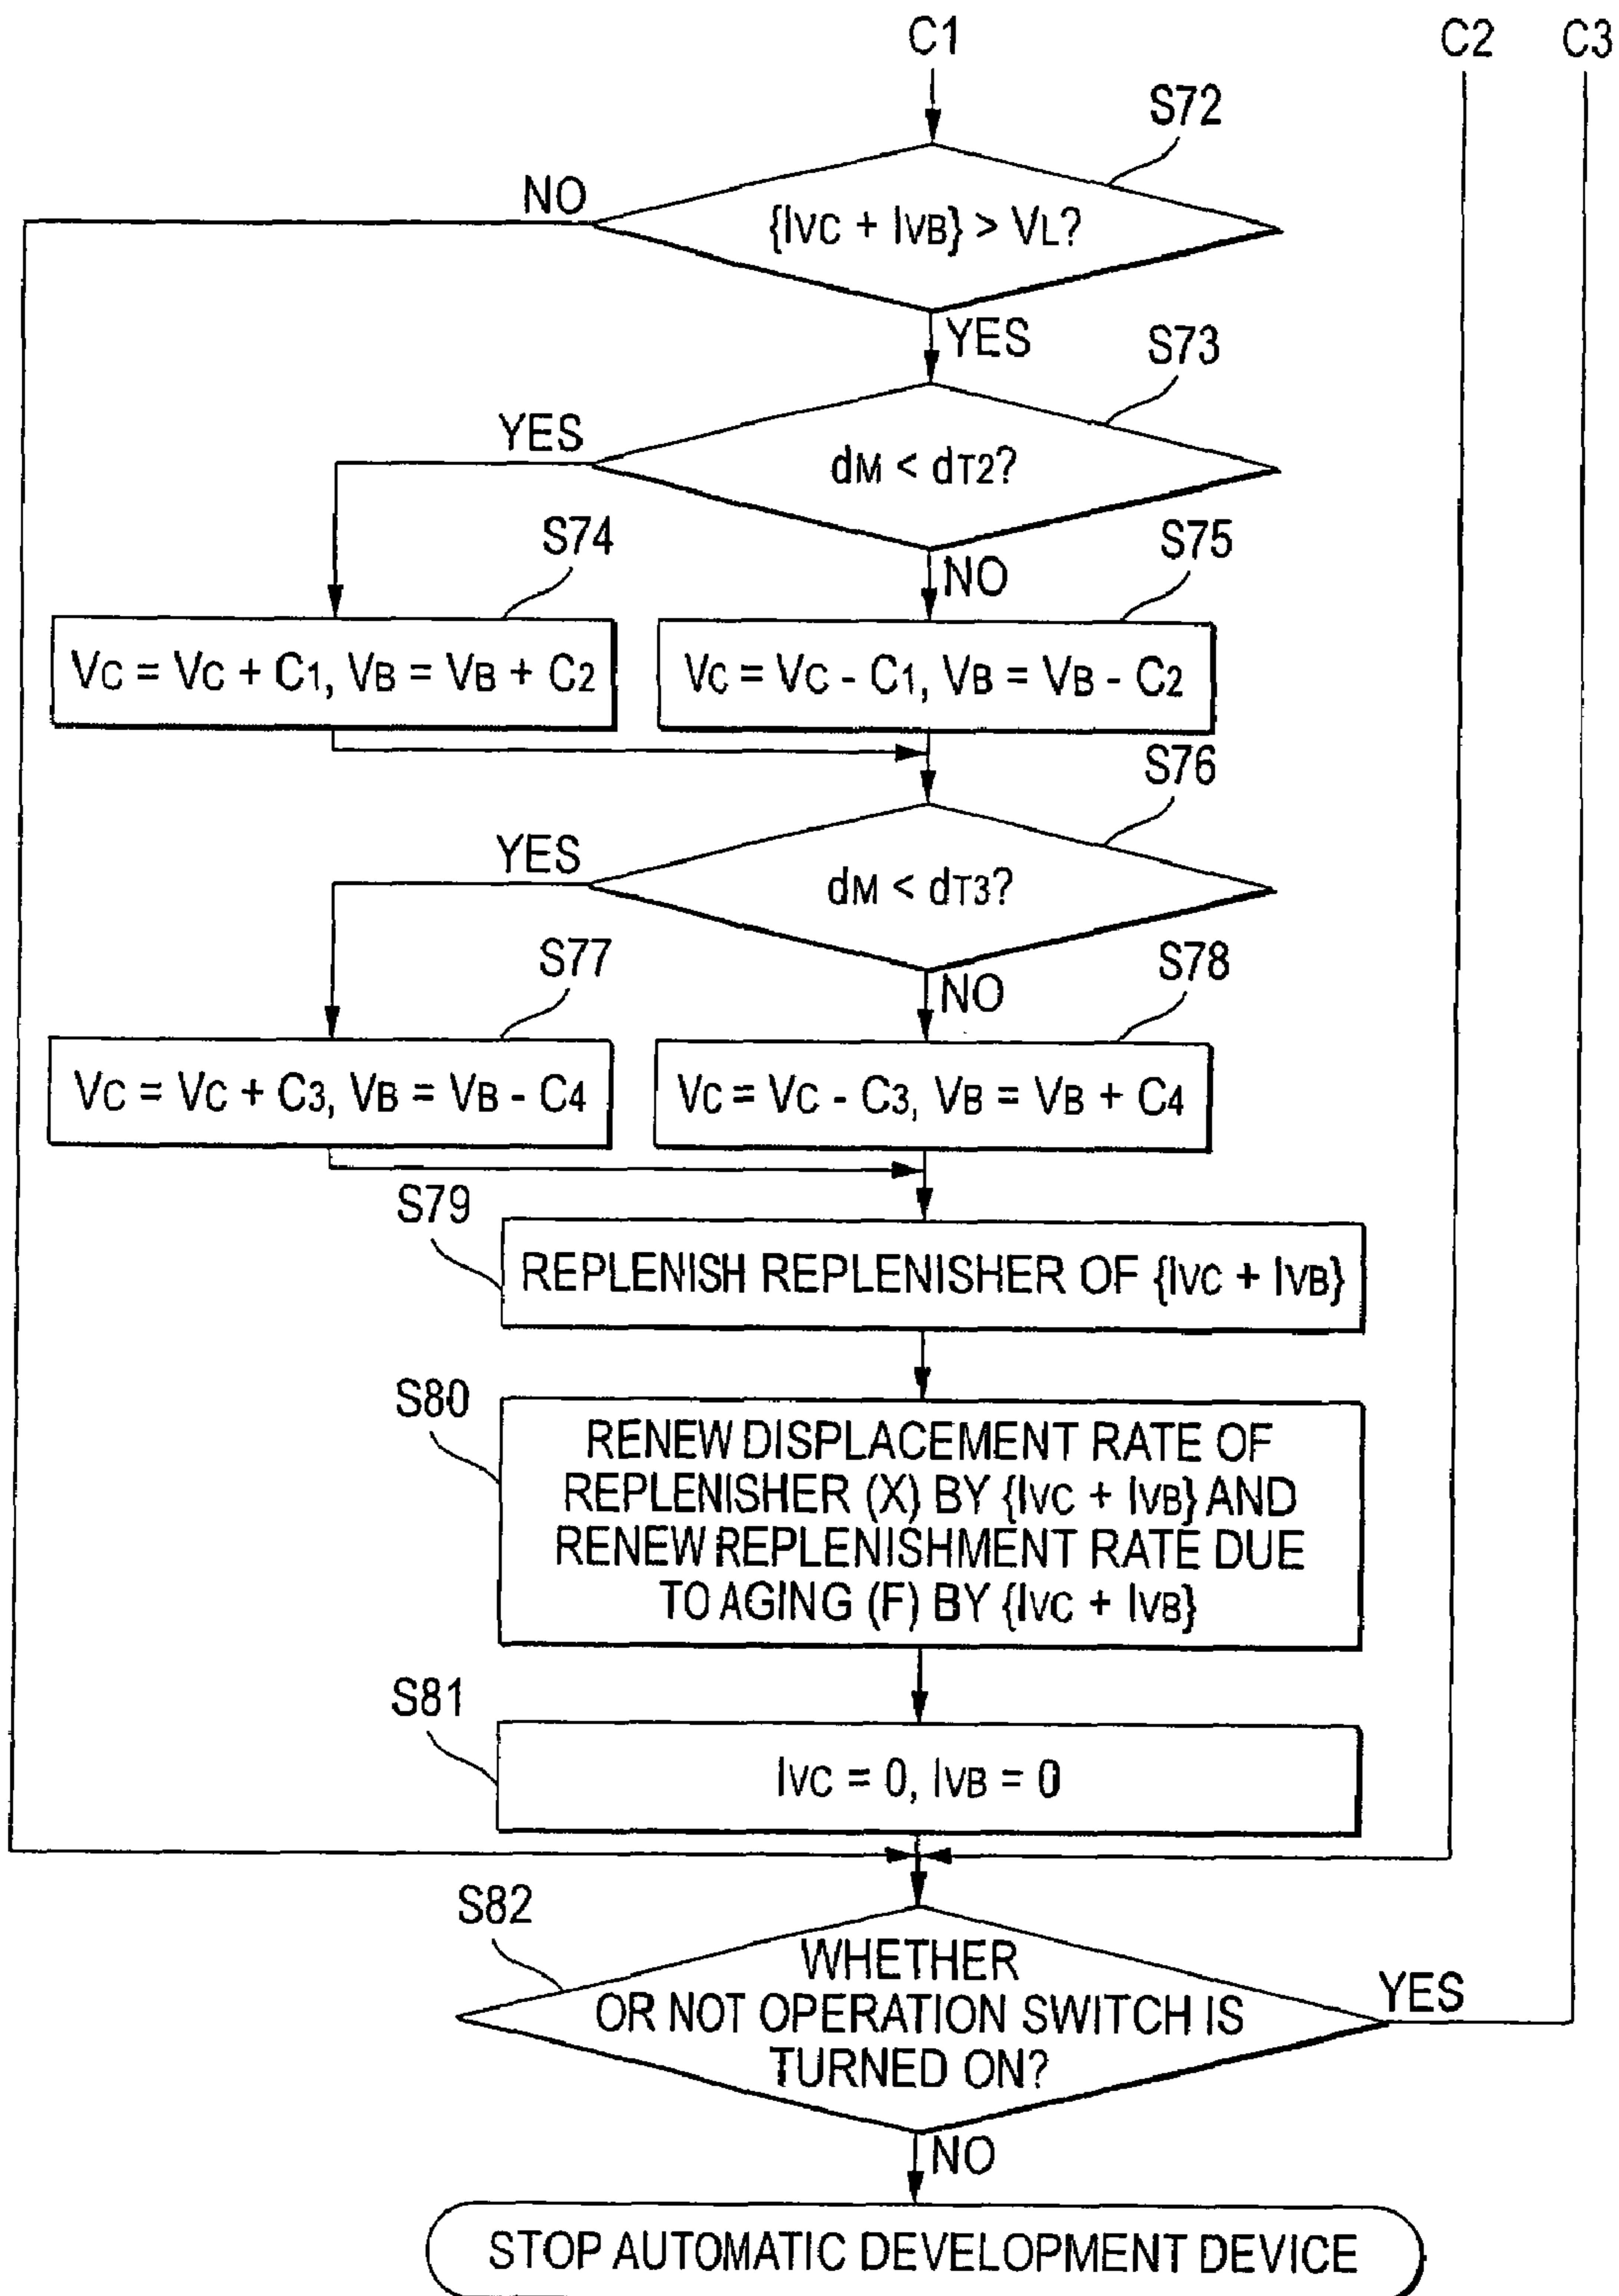 C1
C2
C3
S72
NO
{IVC + IVB} > VL?
YES
S73
YES
dM < dT2?
S74
S75
NO
VC = VC + C1, VB = VB + C2
VC = VC - C1, VB = VB - C2
S76
YES
dM < dT3?
S77
S78
NO
VC = VC + C3, VB = VB - C4
VC = VC - C3, VB = VB + C4
S79
REPLENISH REPLENISHER OF {IVC + IVB}
S80
RENEW DISPLACEMENT RATE OF
REPLENISHER (X) BY {IVC + IVB} AND
RENEW REPLENISHMENT RATE DUE
TO AGING (F) BY {IVC + IVB}
S81
IVC = 0, IVB = 0
S82
WHETHER
OR NOT OPERATION SWITCH IS
TURNED ON?
YES
NO
STOP AUTOMATIC DEVELOPMENT DEVICE